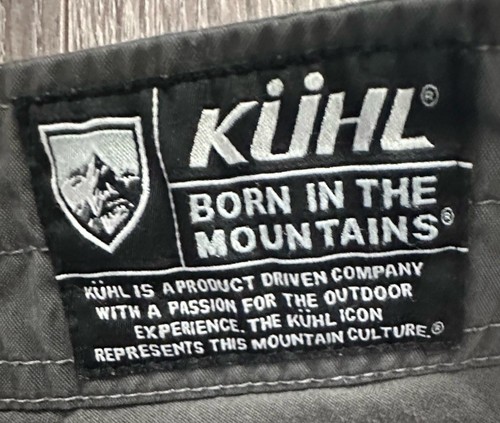 KÜHL®
BORN IN THE
MOUNTAINS®
KÜHL IS A PRODUCT DRIVEN COMPANY
WITH A PASSION FOR THE OUTDOOR
EXPERIENCE. THE KÜHL ICON
REPRESENTS THIS MOUNTAIN CULTURE.®